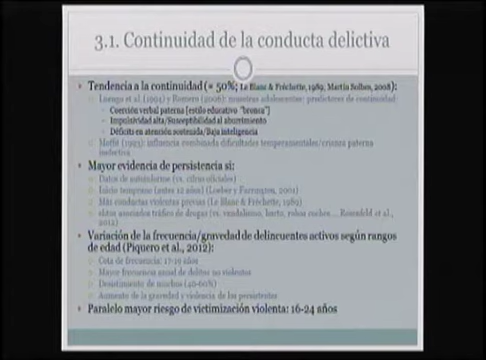 3.1. Continuidad de la conducta delictiva
Tendencia a la continuidad (≈ 50%; Le Blanc & Fréchette, 1989, Martín Solbes, 2008):
Luengo et al. (1994) y Romero (2006): muestras adolescentes: predictores de continuidad
- Coerción verbal paterna [estilo educativo "bronca"]
- Impulsividad alta/Susceptibilidad al aburrimiento
- Déficits en atención sostenida/Baja inteligencia
Moffit (1993): influencia combinada dificultades temperamentales/crianza paterna
Mayor evidencia de persistencia si:
Datos de autoinforme (vs. cifras oficiales)
Inicio temprano (antes 12 años) (Loeber y Farrington, 2001)
Más conductas violentas previas (Le Blanc & Fréchette, 1989)
asociados tráfico de drogas (vs. vandalismo, hurto, robos coches... Rosenfeld et al.,
2012)
Variación de la frecuencia/gravedad de delincuentes activos según rangos
de edad (Piquero et al., 2012):
Cota de frecuencia: 17-19 años
Mayor frecuencia anual de delitos no violentos
Desistimiento de muchos (40-60%)
Aumento de la gravedad y violencia de los persistentes
Paralelo mayor riesgo de victimización violenta: 16-24 años